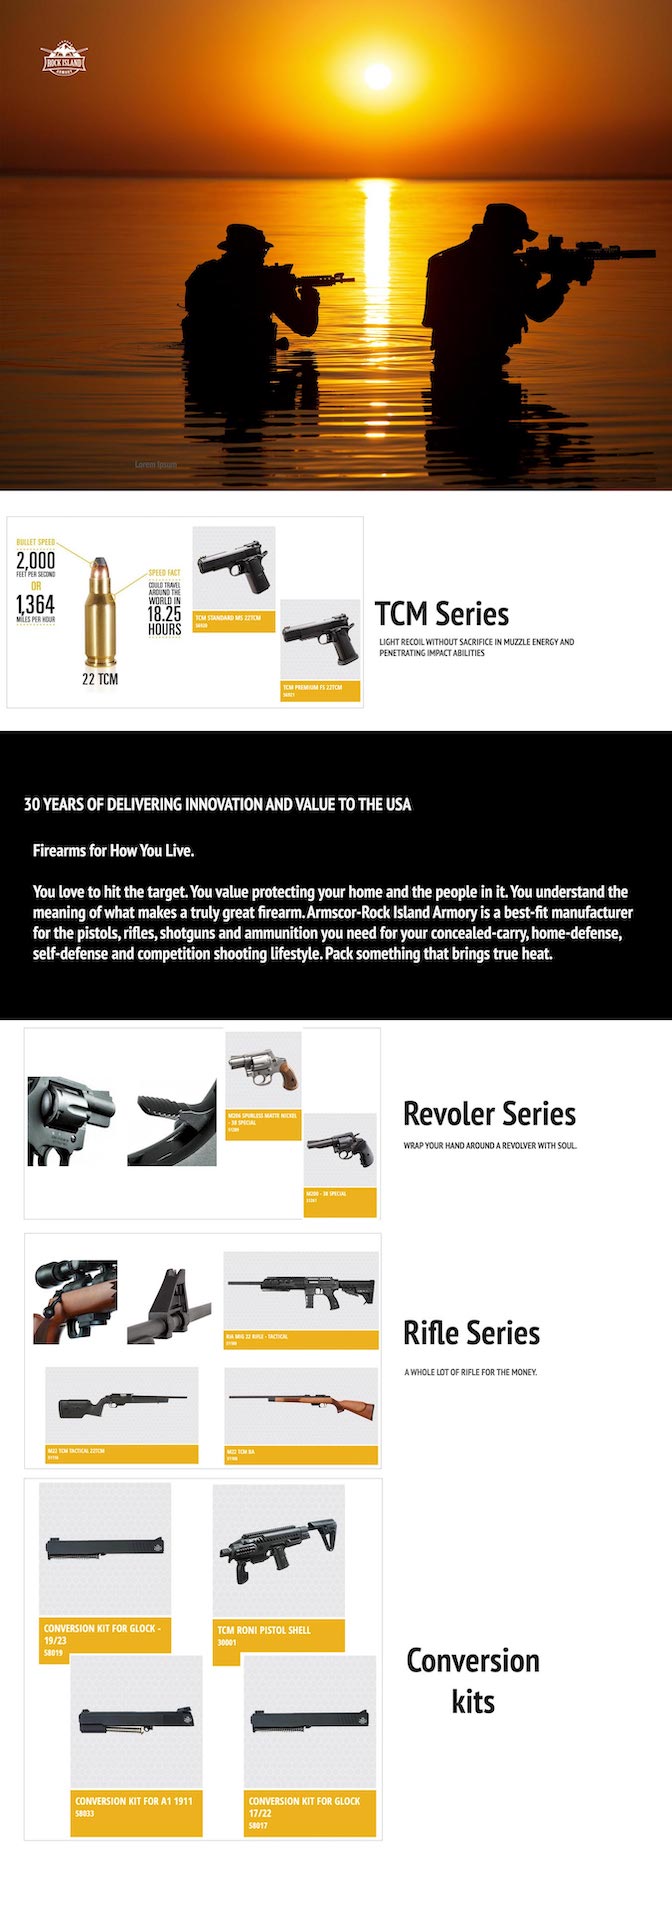 ROCK ISLAND
ARMORY
Lorem Ipsum
BULLET SPEED
2,000
FEET PER SECOND
OR
1,364
MILES PER HOUR
SPEED FACT
COULD TRAVEL
AROUND THE
WORLD IN
18.25
HOURS
22 TCM
TCM STANDARD MS 22TCM
TCM PREMIUM FS 22TCM
TCM Series
LIGHT RECOIL WITHOUT SACRIFICE IN MUZZLE ENERGY AND
PENETRATING IMPACT ABILITIES
30 YEARS OF DELIVERING INNOVATION AND VALUE TO THE USA
Firearms for How You Live.
You love to hit the target. You value protecting your home and the people in it. You understand the
meaning of what makes a truly great firearm. Armscor-Rock Island Armory is a best-fit manufacturer
for the pistols, rifles, shotguns and ammunition you need for your concealed-carry, home-defense,
self-defense and competition shooting lifestyle. Pack something that brings true heat.
M206 SPURLESS MATTE NICKEL
- 38 SPECIAL
M200 - 38 SPECIAL
Revoler Series
WRAP YOUR HAND AROUND A REVOLVER WITH SOUL.
RIA MIG 22 RIFLE - TACTICAL
M22 TCM TACTICAL 22TCM
M22 TCM BA
Rifle Series
A WHOLE LOT OF RIFLE FOR THE MONEY.
CONVERSION KIT FOR GLOCK -
19/23
58019
TCM RONI PISTOL SHELL
30001
CONVERSION KIT FOR A1 1911
58033
CONVERSION KIT FOR GLOCK
17/22
58017
Conversion
kits